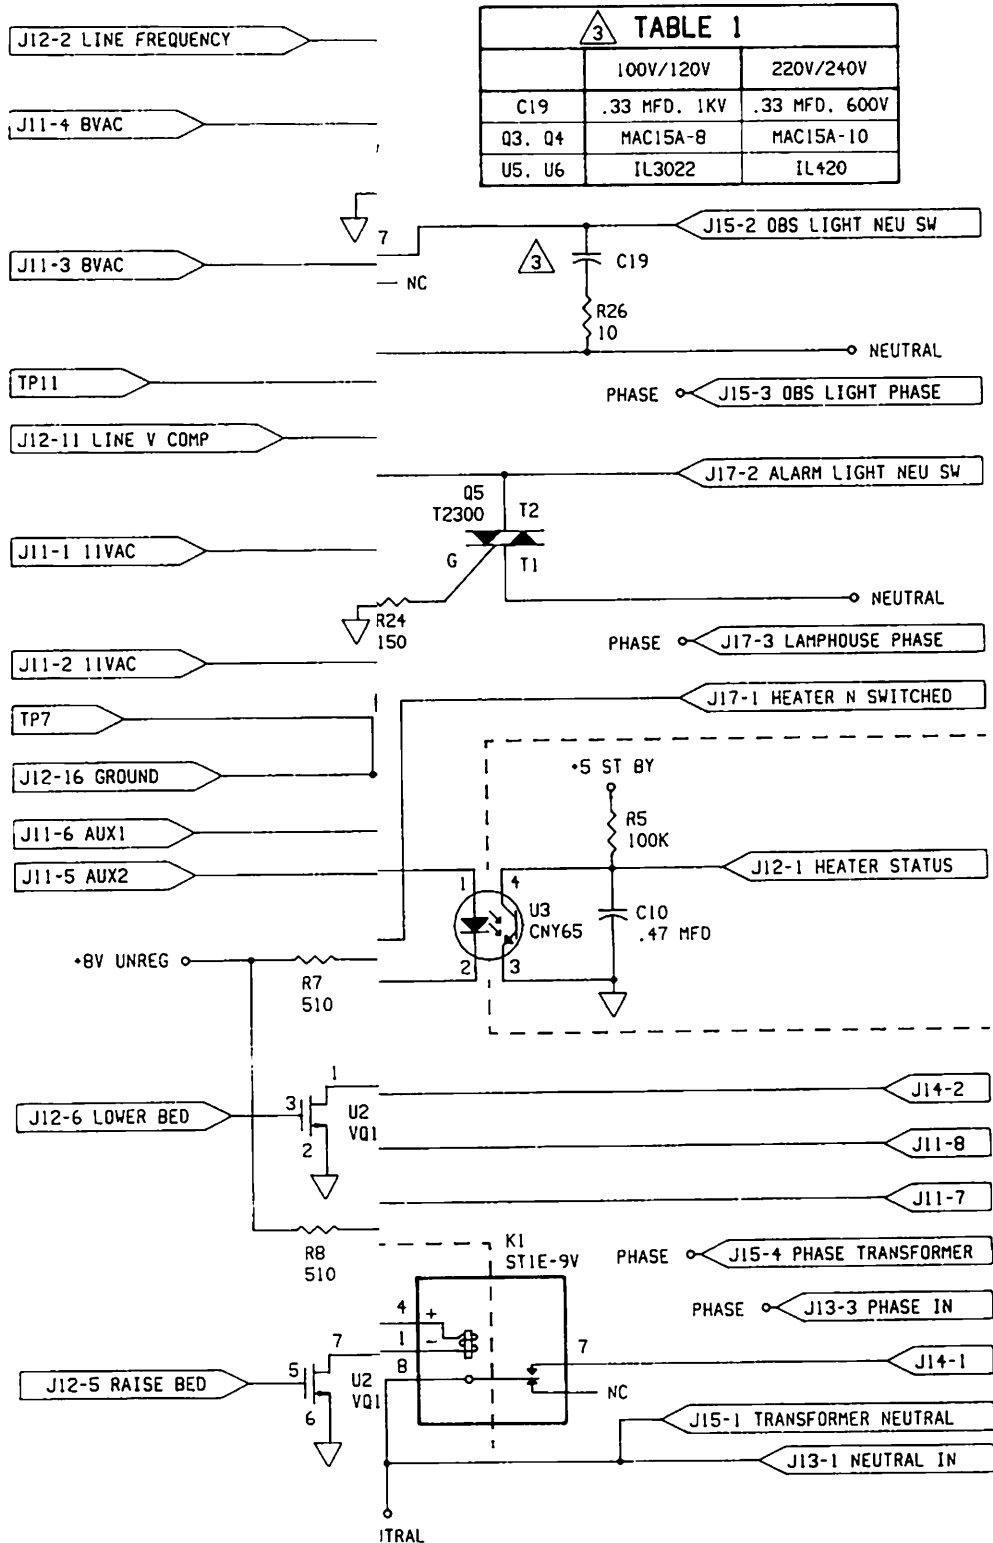 3 TABLE 1
100V/120V 220V/240V
C19 .33 MFD. 1KV .33 MFD. 600V
Q3. Q4 MAC15A-8 MAC15A-10
U5. U6 IL3022 IL420
J12-2 LINE FREQUENCY
J11-4 8VAC
J15-2 OBS LIGHT NEU SW
7
J11-3 8VAC
NC
3
C19
R26
10
NEUTRAL
TP11
PHASE
J15-3 OBS LIGHT PHASE
J12-11 LINE V COMP
J17-2 ALARM LIGHT NEU SW
Q5
T2300
T2
J11-1 11VAC
G
T1
NEUTRAL
R24
150
PHASE
J17-3 LAMPHOUSE PHASE
J11-2 11VAC
J17-1 HEATER N SWITCHED
TP7
J12-16 GROUND
+5 ST BY
R5
100K
J11-6 AUX1
J11-5 AUX2
J12-1 HEATER STATUS
1
4
U3
CNY65
C10
.47 MFD
+8V UNREG
2
3
R7
510
1
J14-2
J12-6 LOWER BED
3
U2
VQ1
2
J11-8
J11-7
R8
510
K1
ST1E-9V
PHASE
J15-4 PHASE TRANSFORMER
PHASE
J13-3 PHASE IN
4
+
1
-
7
7
8
J14-1
J12-5 RAISE BED
5
U2
VQ1
6
NC
J15-1 TRANSFORMER NEUTRAL
J13-1 NEUTRAL IN
TRAL